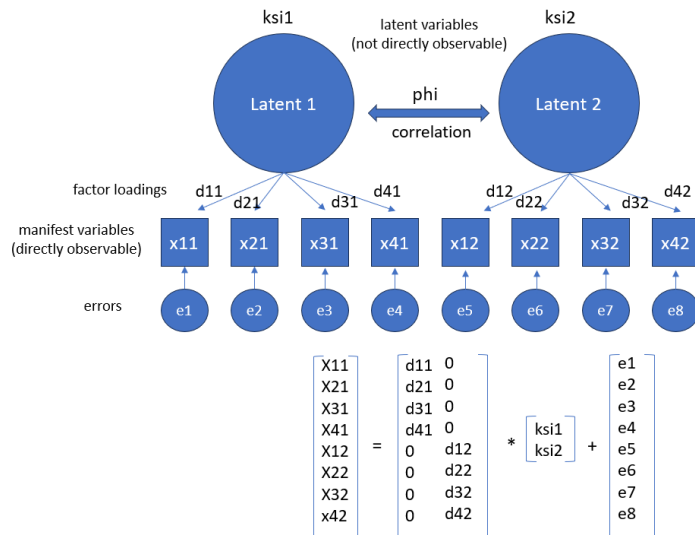 ksi1
latent variables
(not directly observable)
ksi2
Latent 1
phi
correlation
Latent 2
factor loadings
d11
d21
d31
d41
d12
d22
d32
d42
manifest variables
(directly observable)
x11
x21
x31
x41
x12
x22
x32
x42
errors
e1
e2
e3
e4
e5
e6
e7
e8
X11 d11 0 e1
X21 d21 0 e2
X31 d31 0 e3
X41 = d41 0 * ksi1 + e4
X12 0 d12 ksi2 e5
X22 0 d22 e6
X32 0 d32 e7
x42 0 d42 e8